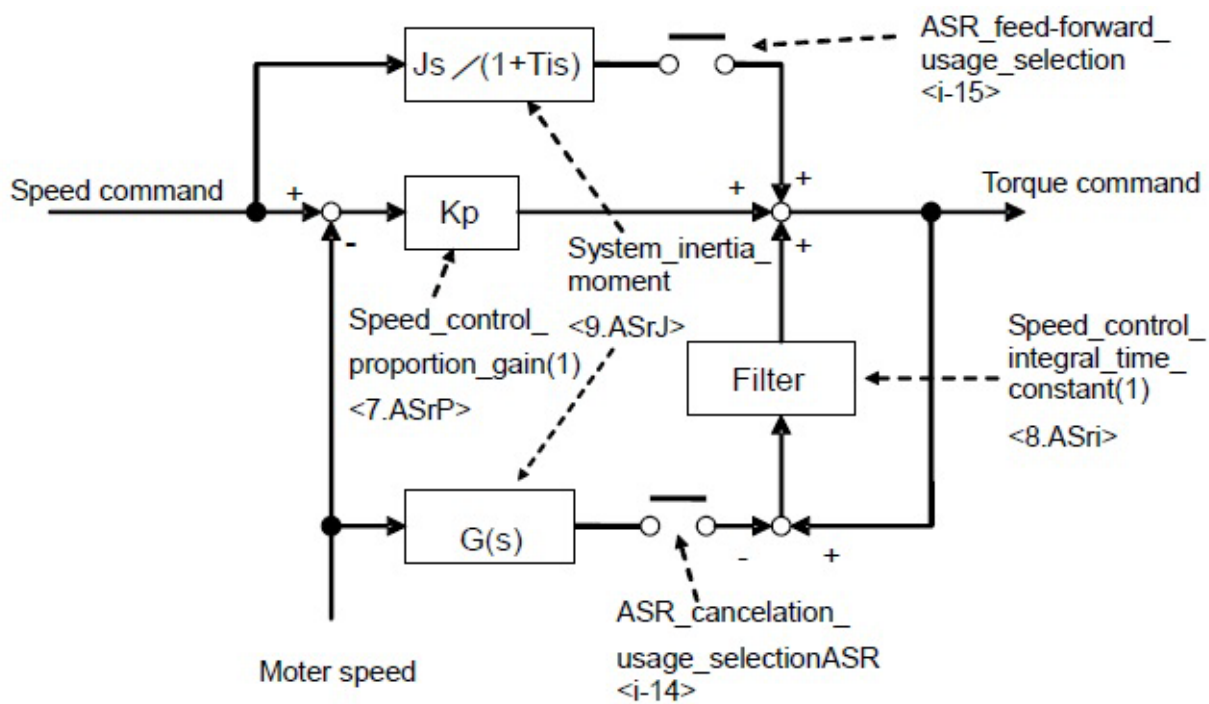 ASR_feed-forward_
usage_selection
<i-15>
Js／(1+Tis)
Speed command
+
-
Kp
+
+
+
Torque command
System_inertia_
moment
<9.ASrJ>
Speed_control_
proportion_gain(1)
<7.ASrP>
Filter
Speed_control_
integral_time_
constant(1)
<8.ASri>
G(s)
-
+
ASR_cancelation_
usage_selectionASR
<i-14>
Moter speed